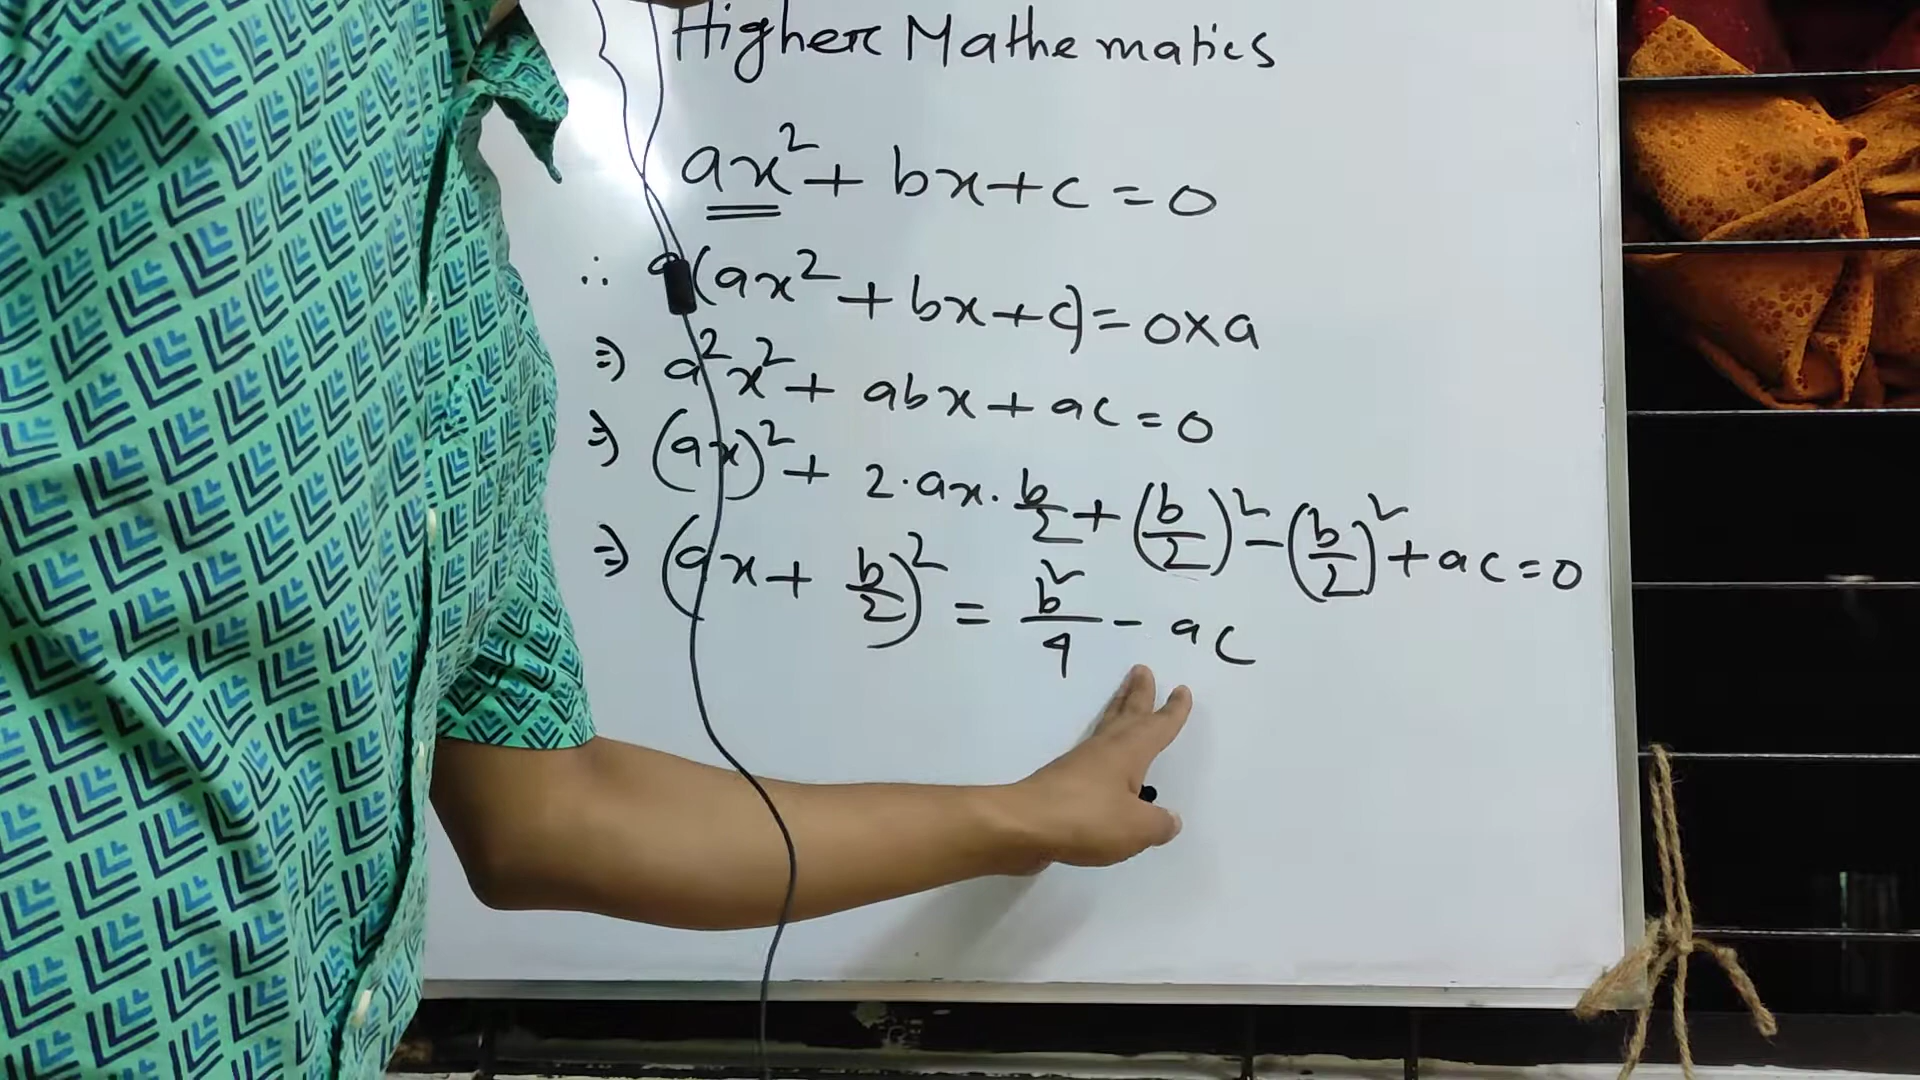 Higher Mathematics
ax² + bx + c = 0
∴ a(ax² + bx + c) = 0 × a
⇒ a²x² + abx + ac = 0
⇒ (ax)² + 2·ax·b/2 + (b/2)² − (b/2)² + ac = 0
⇒ (ax + b/2)² = b²/4 − ac